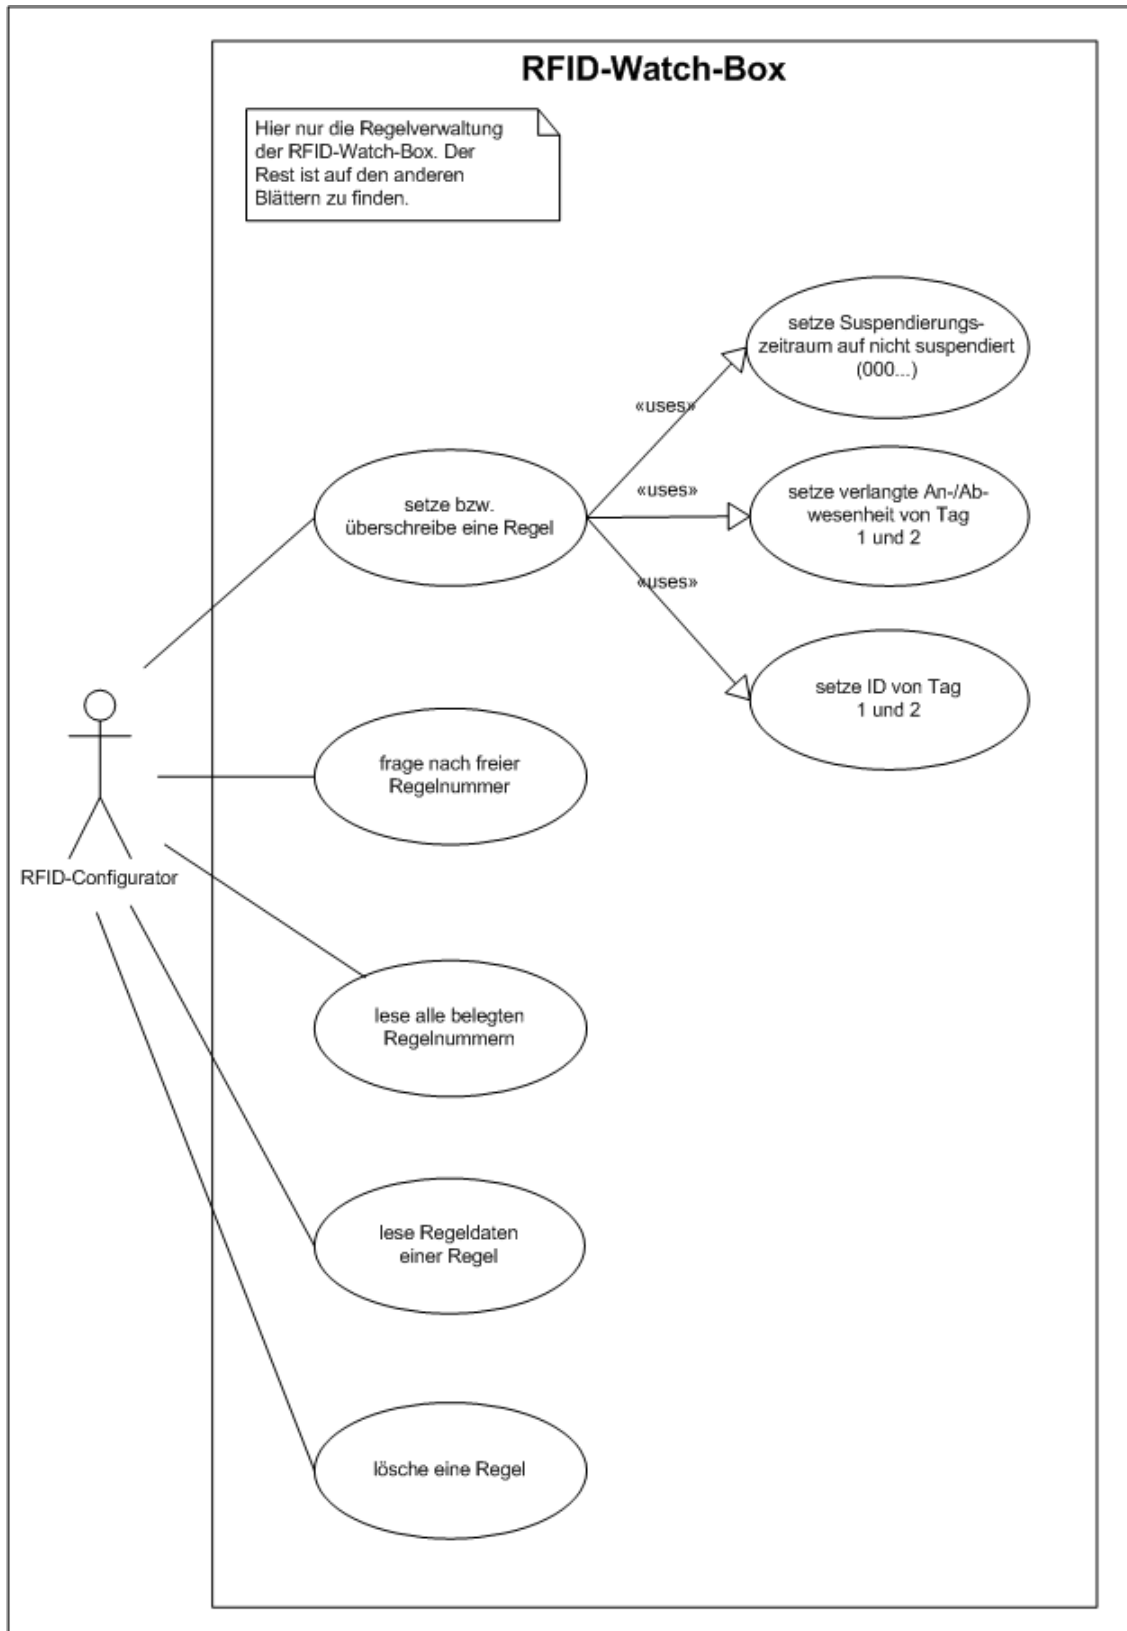 RFID-Watch-Box
Hier nur die Regelverwaltung
der RFID-Watch-Box. Der
Rest ist auf den anderen
Blättern zu finden.
setze Suspendierungs-
zeitraum auf nicht suspendiert
(000...)
«uses»
setze bzw.
überschreibe eine Regel
«uses»
setze verlangte An-/Ab-
wesenheit von Tag
1 und 2
«uses»
setze ID von Tag
1 und 2
frage nach freier
Regelnummer
RFID-Configurator
lese alle belegten
Regelnummern
lese Regeldaten
einer Regel
lösche eine Regel